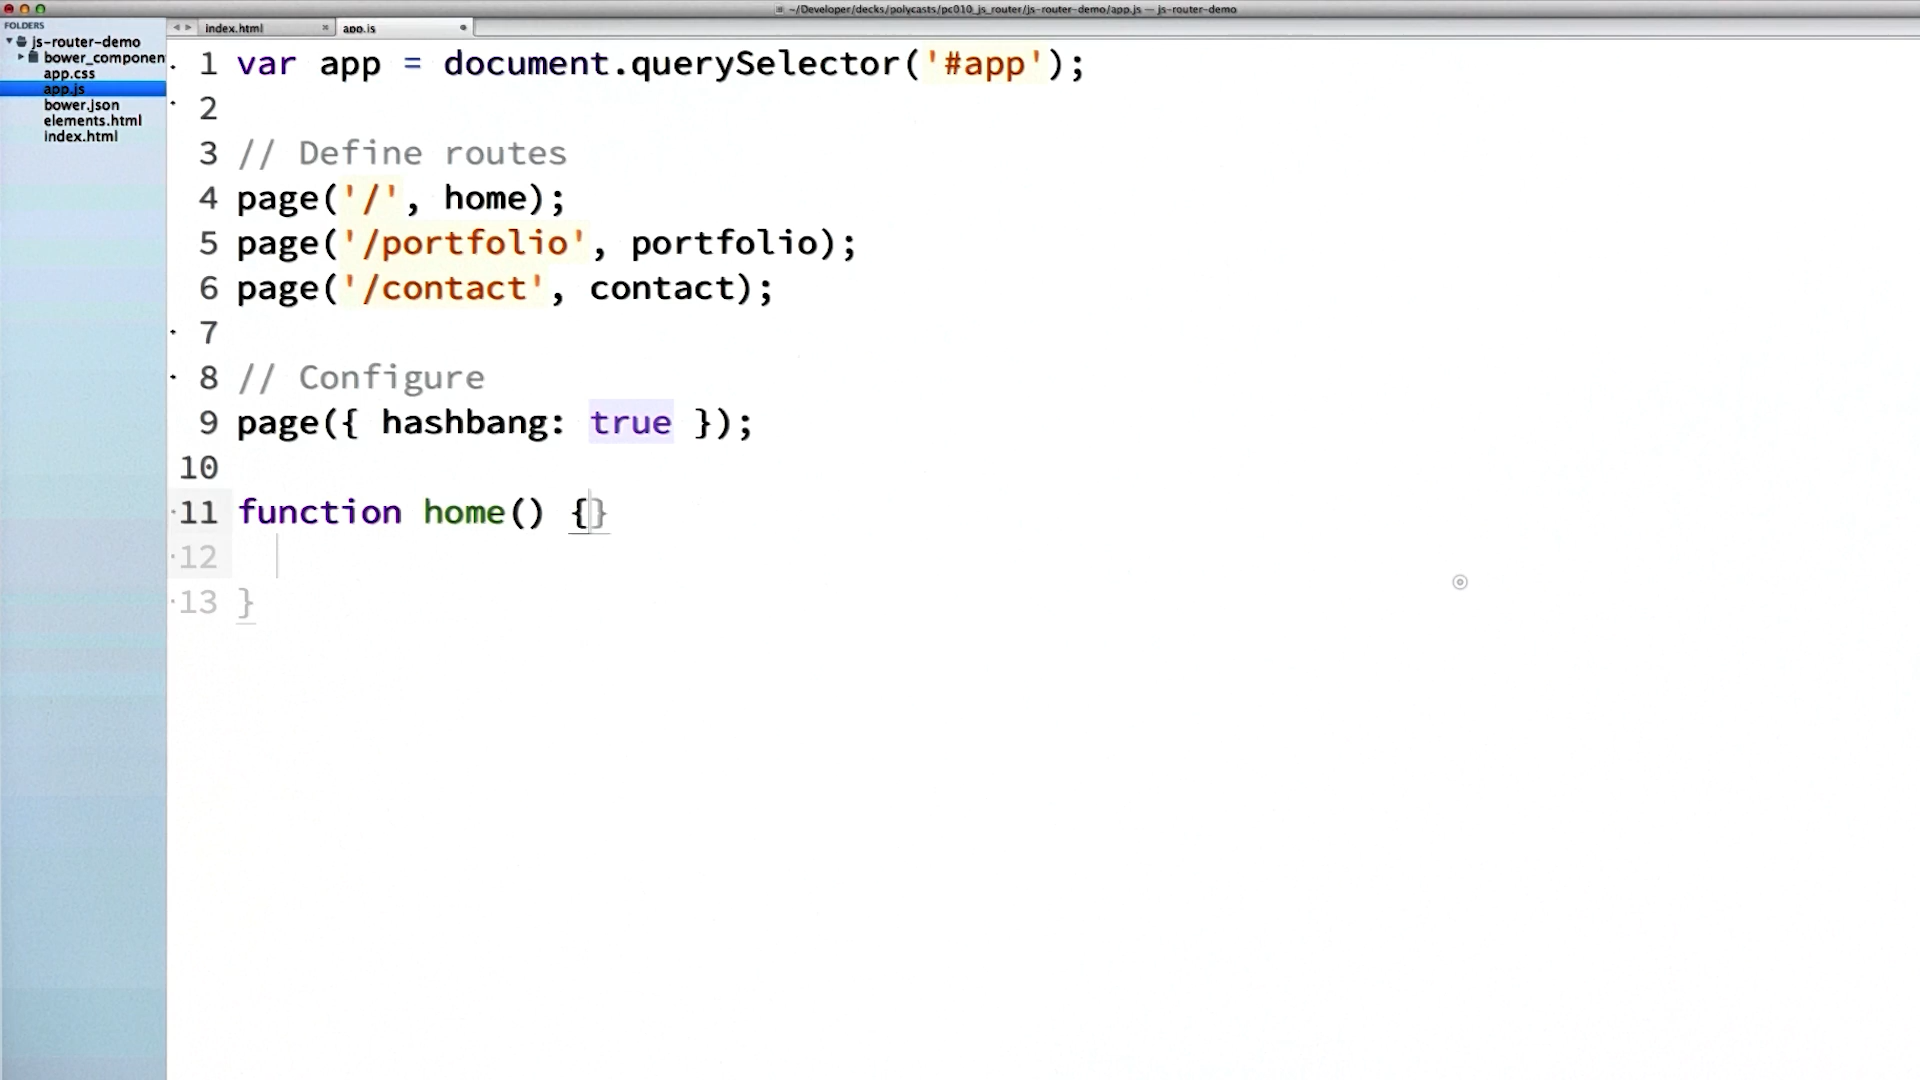 ~/Developer/decks/polycasts/pc010_js_router/js-router-demo/app.js — js-router-demo
FOLDERS
js-router-demo
bower_componen
app.css
app.js
bower.json
elements.html
index.html
index.html
app.js
1 var app = document.querySelector('#app');
2
3 // Define routes
4 page('/', home);
5 page('/portfolio', portfolio);
6 page('/contact', contact);
7
8 // Configure
9 page({ hashbang: true });
10
11 function home() {}
12
13 }